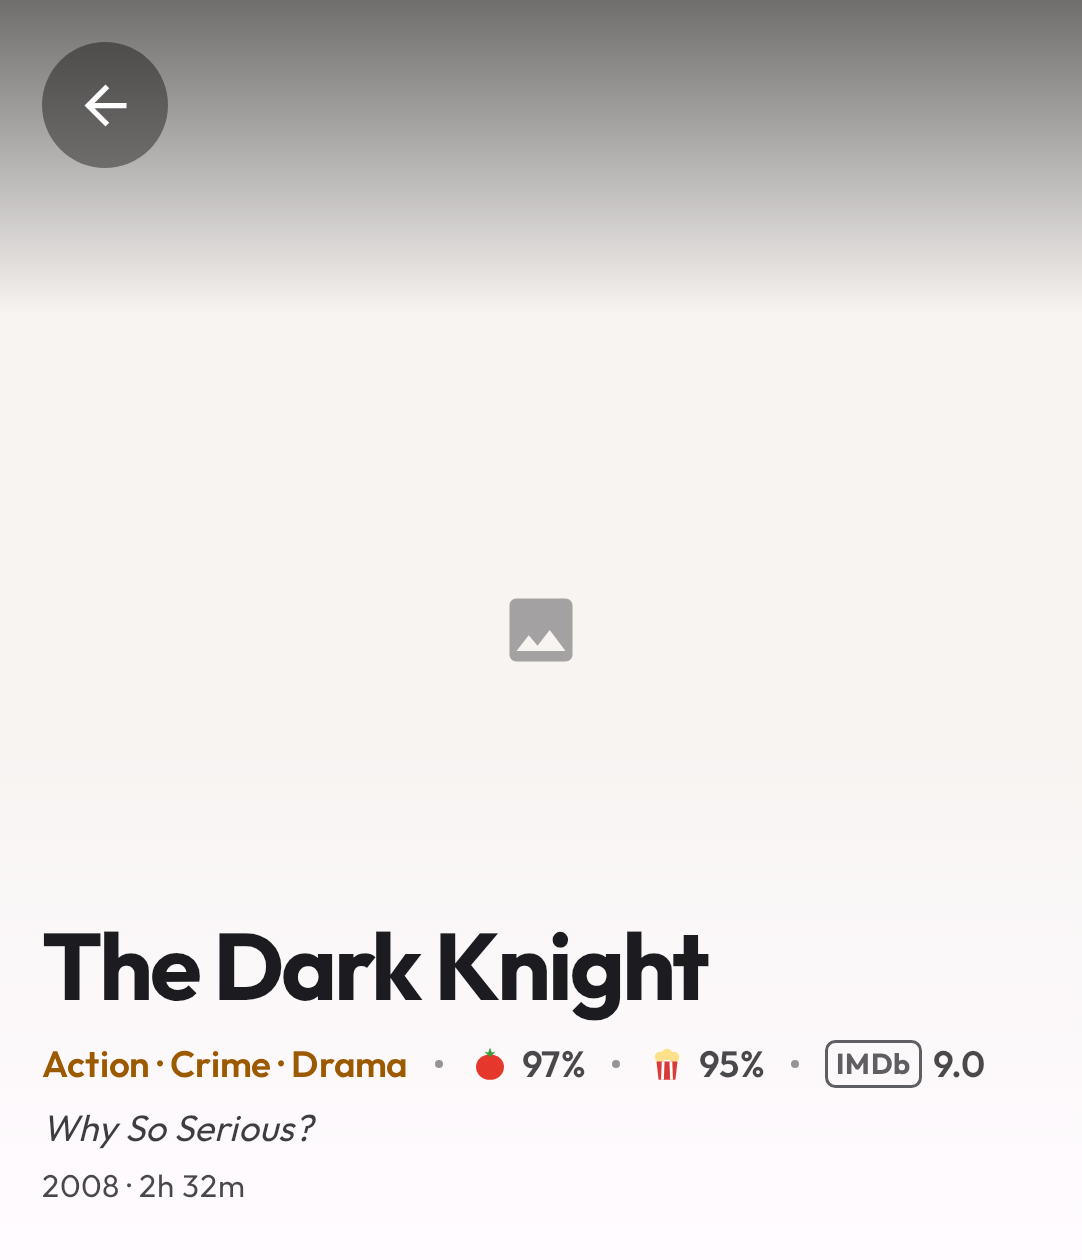 The Dark Knight
Action · Crime · Drama • 97% • 95% • IMDb 9.0
Why So Serious?
2008 · 2h 32m